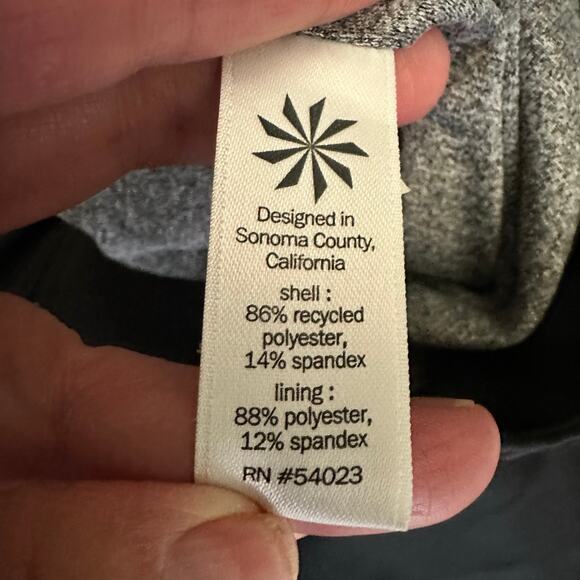 Designed in
Sonoma County,
California
shell :
86% recycled
polyester,
14% spandex
lining :
88% polyester,
12% spandex
RN #54023